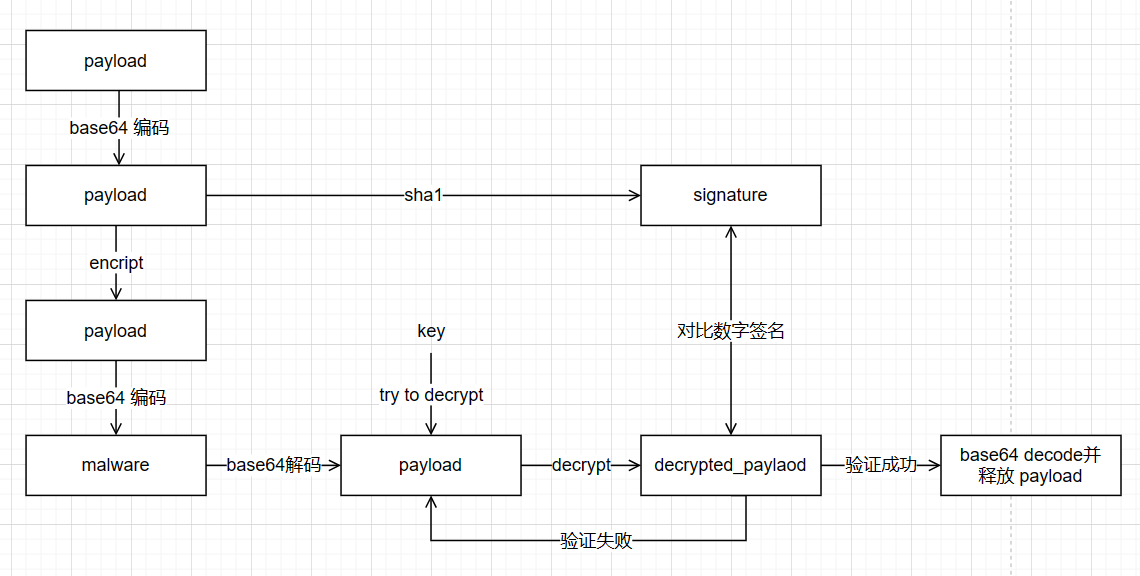 payload
base64 编码
payload
sha1
signature
encript
payload
key
对比数字签名
base64 编码
try to decrypt
malware
base64解码
payload
decrypt
decrypted_paylaod
验证成功
base64 decode并
释放 payload
验证失败